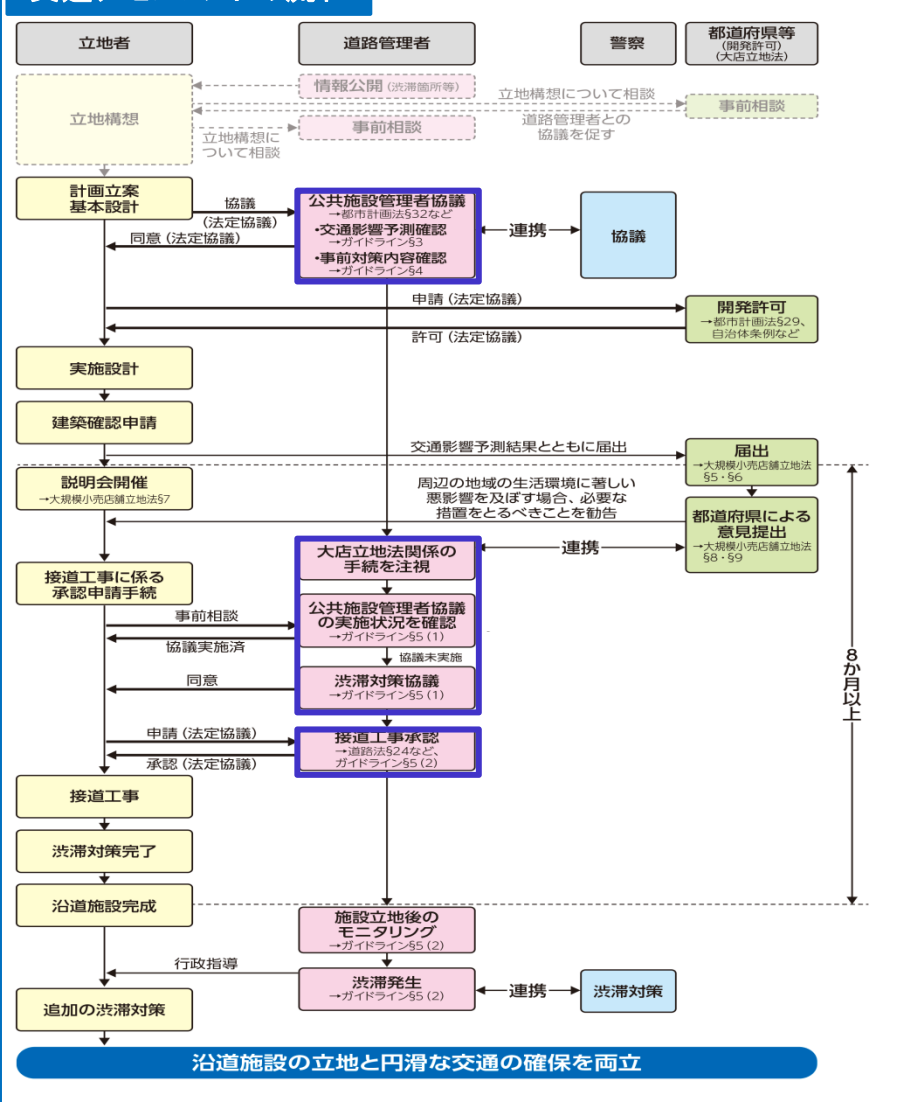 立地者
道路管理者
警察
都道府県等
(開発許可)
(大店立地法)
立地構想
情報公開(渋滞箇所等)
立地構想について相談
事前相談
事前相談
道路管理者との
協議を促す
立地構想に
ついて相談
計画立案
基本設計
協議
(法定協議)
同意(法定協議)
公共施設管理者協議
→都市計画法§32など
・交通影響予測確認
→ガイドライン§3
・事前対策内容確認
→ガイドライン§4
連携
協議
申請(法定協議)
許可(法定協議)
開発許可
→都市計画法§29、
自治体条例など
実施設計
建築確認申請
交通影響予測結果とともに届出
届出
→大規模小売店舗立地法
§5・§6
説明会開催
→大規模小売店舗立地法§7
周辺の地域の生活環境に著しい
悪影響を及ぼす場合、必要な
措置をとるべきことを勧告
都道府県による
意見提出
→大規模小売店舗立地法
§8・§9
大店立地法関係の
手続を注視
連携
接道工事に係る
承認申請手続
事前相談
協議実施済
公共施設管理者協議
の実施状況を確認
→ガイドライン§5(1)
協議未実施
同意
渋滞対策協議
→ガイドライン§5(1)
8か月以上
申請(法定協議)
承認(法定協議)
接道工事承認
→道路法§24など、
ガイドライン§5(2)
接道工事
渋滞対策完了
沿道施設完成
施設立地後の
モニタリング
→ガイドライン§5(2)
行政指導
渋滞発生
→ガイドライン§5(2)
連携
渋滞対策
追加の渋滞対策
沿道施設の立地と円滑な交通の確保を両立